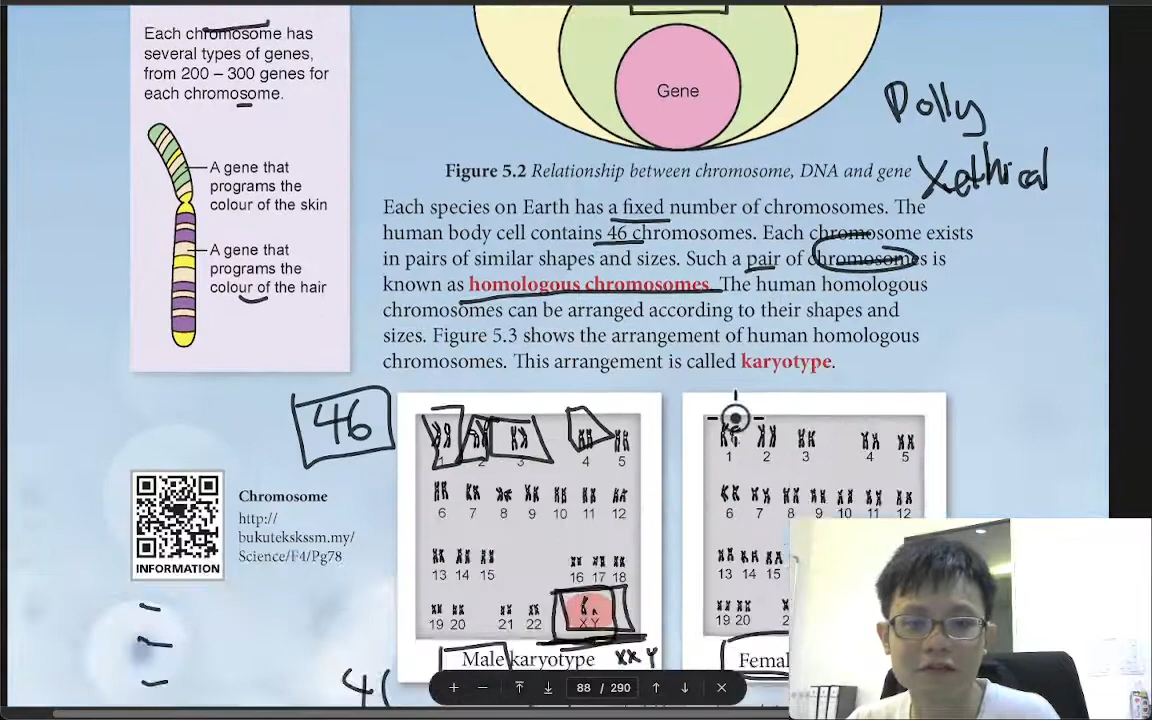 Each chromosome has
several types of genes,
from 200 – 300 genes for
each chromosome.
A gene that
programs the
colour of the skin
A gene that
programs the
colour of the hair
Gene
Dolly
Xethical
Figure 5.2 Relationship between chromosome, DNA and gene
Each species on Earth has a fixed number of chromosomes. The
human body cell contains 46 chromosomes. Each chromosome exists
in pairs of similar shapes and sizes. Such a pair of chromosomes is
known as homologous chromosomes. The human homologous
chromosomes can be arranged according to their shapes and
sizes. Figure 5.3 shows the arrangement of human homologous
chromosomes. This arrangement is called karyotype.
46
INFORMATION
Chromosome
http://
bukutekskssm.my/
Science/F4/Pg78
1 2 3 4 5
6 7 8 9 10 11 12
13 14 15 16 17 18
19 20 21 22 X Y
Male karyotype
XX Y
1 2 3 4 5
6 7 8 9 10 11 12
13 14 15
19 20
88 / 290